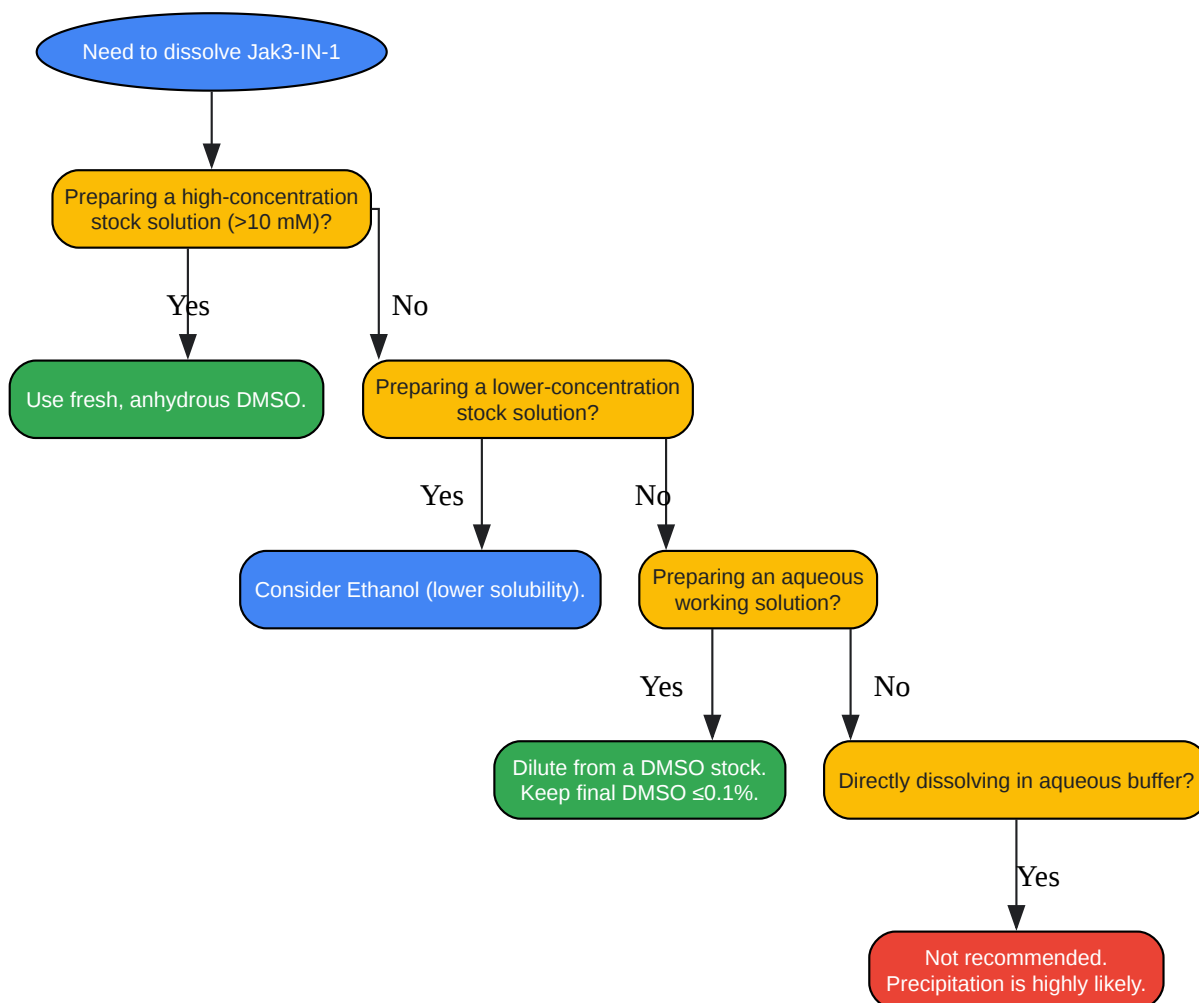 Need to dissolve Jak3-IN-1
Preparing a high-concentration
stock solution (>10 mM)?
Yes
No
Use fresh, anhydrous DMSO.
Preparing a lower-concentration
stock solution?
Yes
No
Consider Ethanol (lower solubility).
Preparing an aqueous
working solution?
Yes
No
Dilute from a DMSO stock.
Keep final DMSO ≤0.1%.
Directly dissolving in aqueous buffer?
Yes
Not recommended.
Precipitation is highly likely.